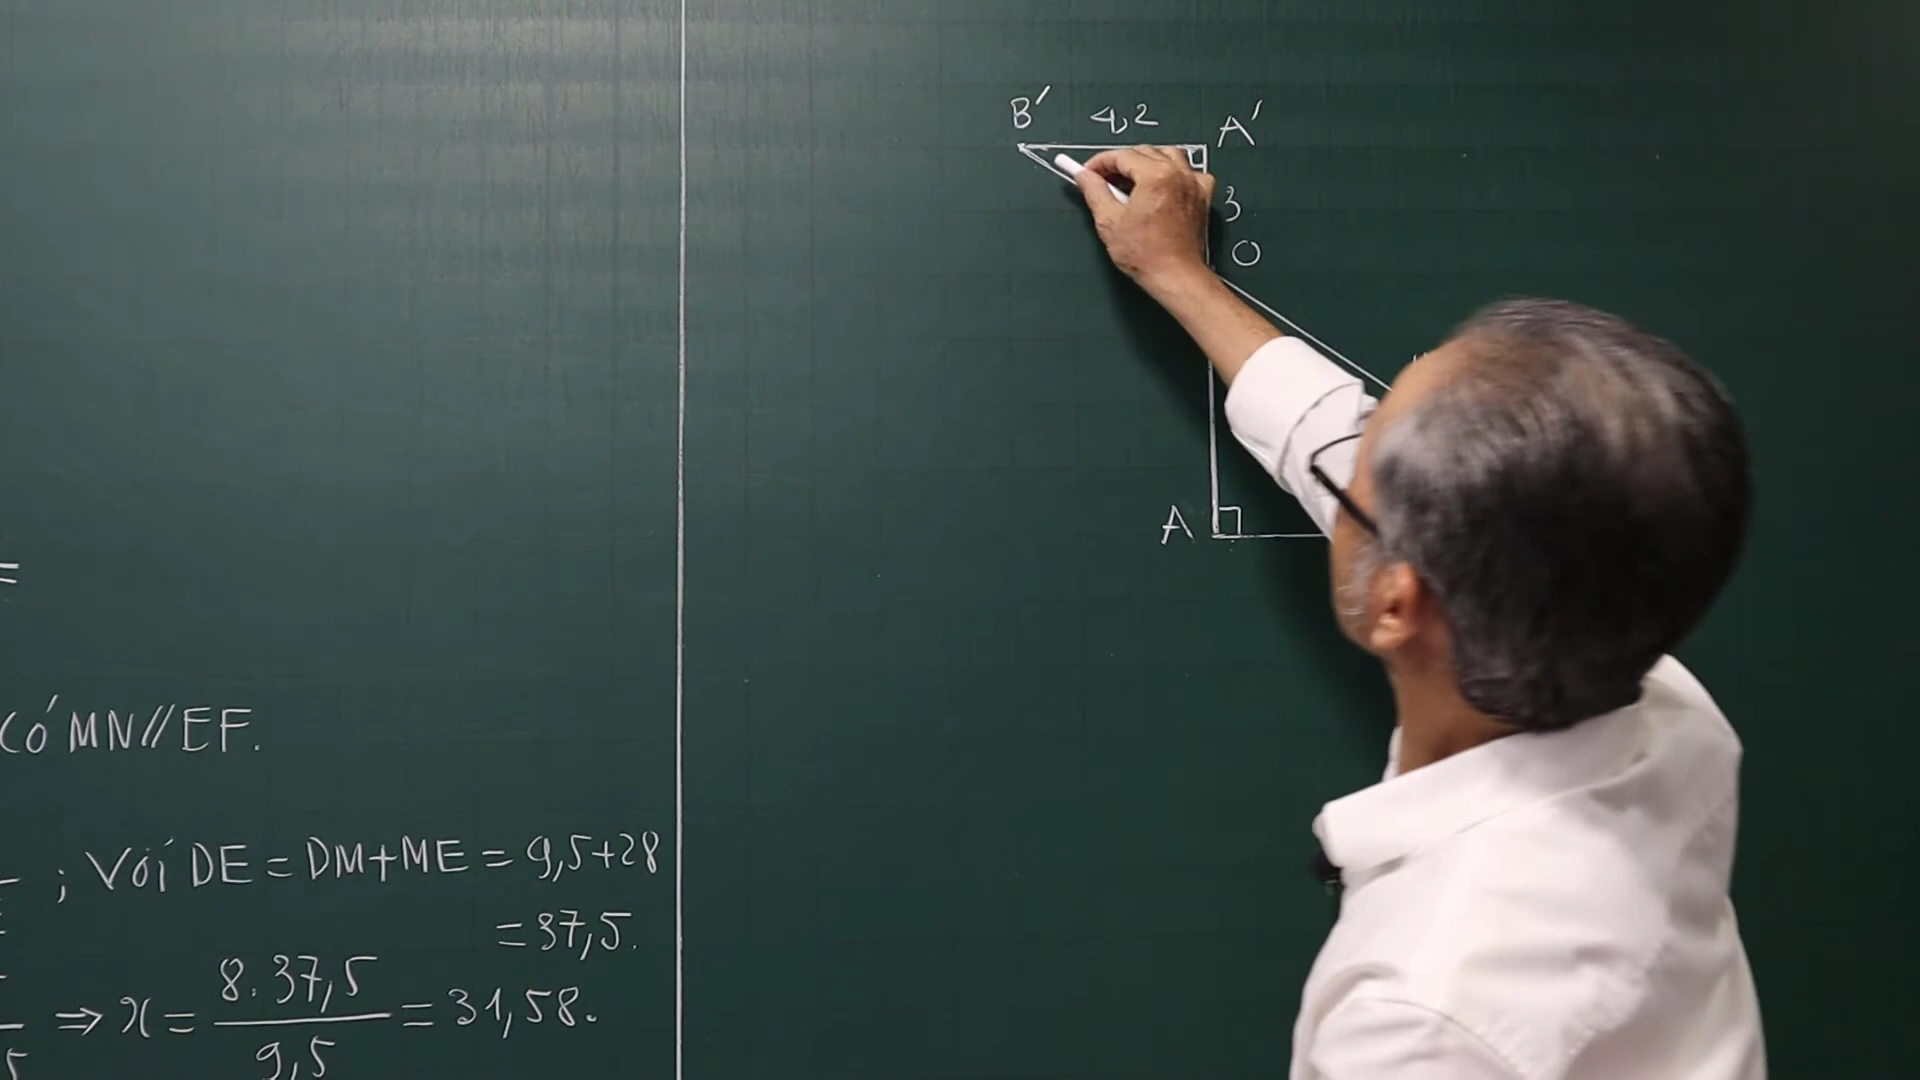 =
CÓ MN//EF.
; VỚI DE = DM+ME = 9,5+28
= 37,5.
⇒ x = 8.37,5 / 9,5 = 31,58.
B' 4,2 A'
3
O
A